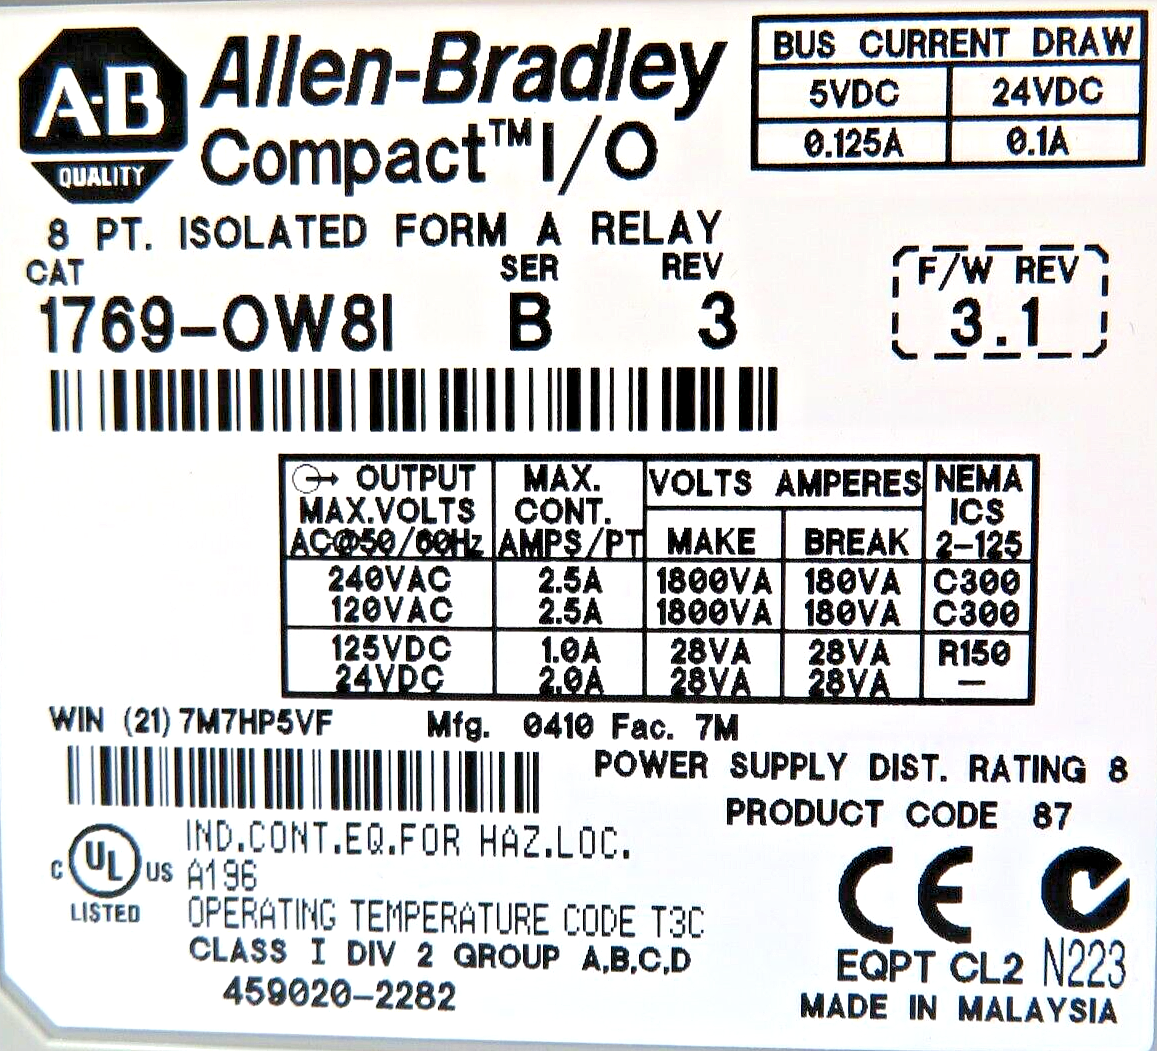 A-B
QUALITY
Allen-Bradley
Compact™ I/O
BUS CURRENT DRAW
5VDC 24VDC
0.125A 0.1A
8 PT. ISOLATED FORM A RELAY
CAT SER REV
1769-OW8I B 3
F/W REV
3.1
OUTPUT MAX. VOLTS AMPERES NEMA
MAX.VOLTS CONT. ICS
AC@50/60Hz AMPS/PT MAKE BREAK 2-125
240VAC 2.5A 1800VA 180VA C300
120VAC 2.5A 1800VA 180VA C300
125VDC 1.0A 28VA 28VA R150
24VDC 2.0A 28VA 28VA —
WIN (21) 7M7HP5VF Mfg. 0410 Fac. 7M
POWER SUPPLY DIST. RATING 8
PRODUCT CODE 87
C UL US
LISTED
IND.CONT.EQ.FOR HAZ.LOC.
A196
OPERATING TEMPERATURE CODE T3C
CLASS I DIV 2 GROUP A,B,C,D
459020-2282
CE
EQPT CL2 N223
MADE IN MALAYSIA